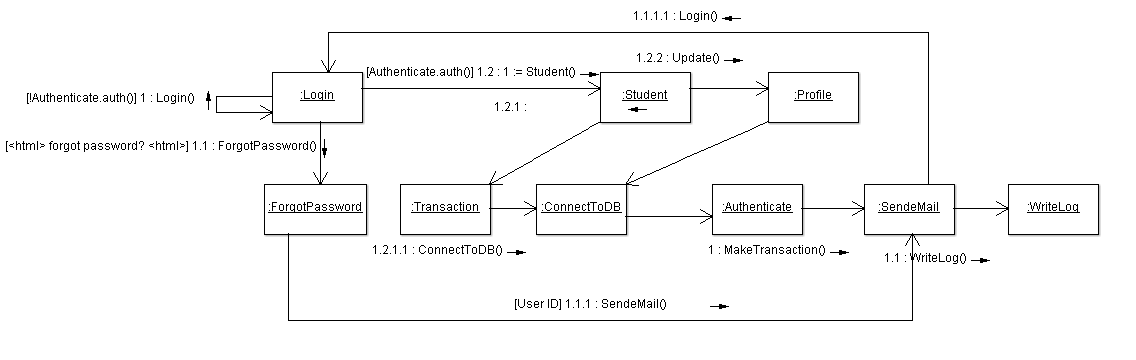 1.1.1.1 : Login()
[Authenticate.auth()] 1.2 : 1 := Student()
1.2.2 : Update()
:Login
:Student
:Profile
[!Authenticate.auth()] 1 : Login()
1.2.1 :
[<html> forgot password? <html>] 1.1 : ForgotPassword()
:ForgotPassword
:Transaction
:ConnectToDB
:Authenticate
:SendeMail
:WriteLog
1.2.1.1 : ConnectToDB()
1 : MakeTransaction()
1.1 : WriteLog()
[User ID] 1.1.1 : SendeMail()